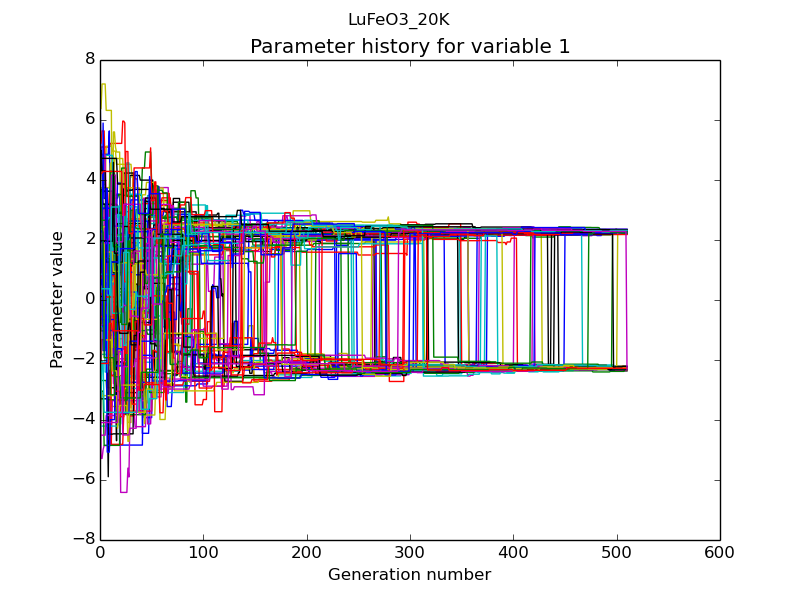 LuFeO3_20K
Parameter history for variable 1
8
6
4
2
0
−2
−4
−6
−8
Parameter value
0 100 200 300 400 500 600
Generation number